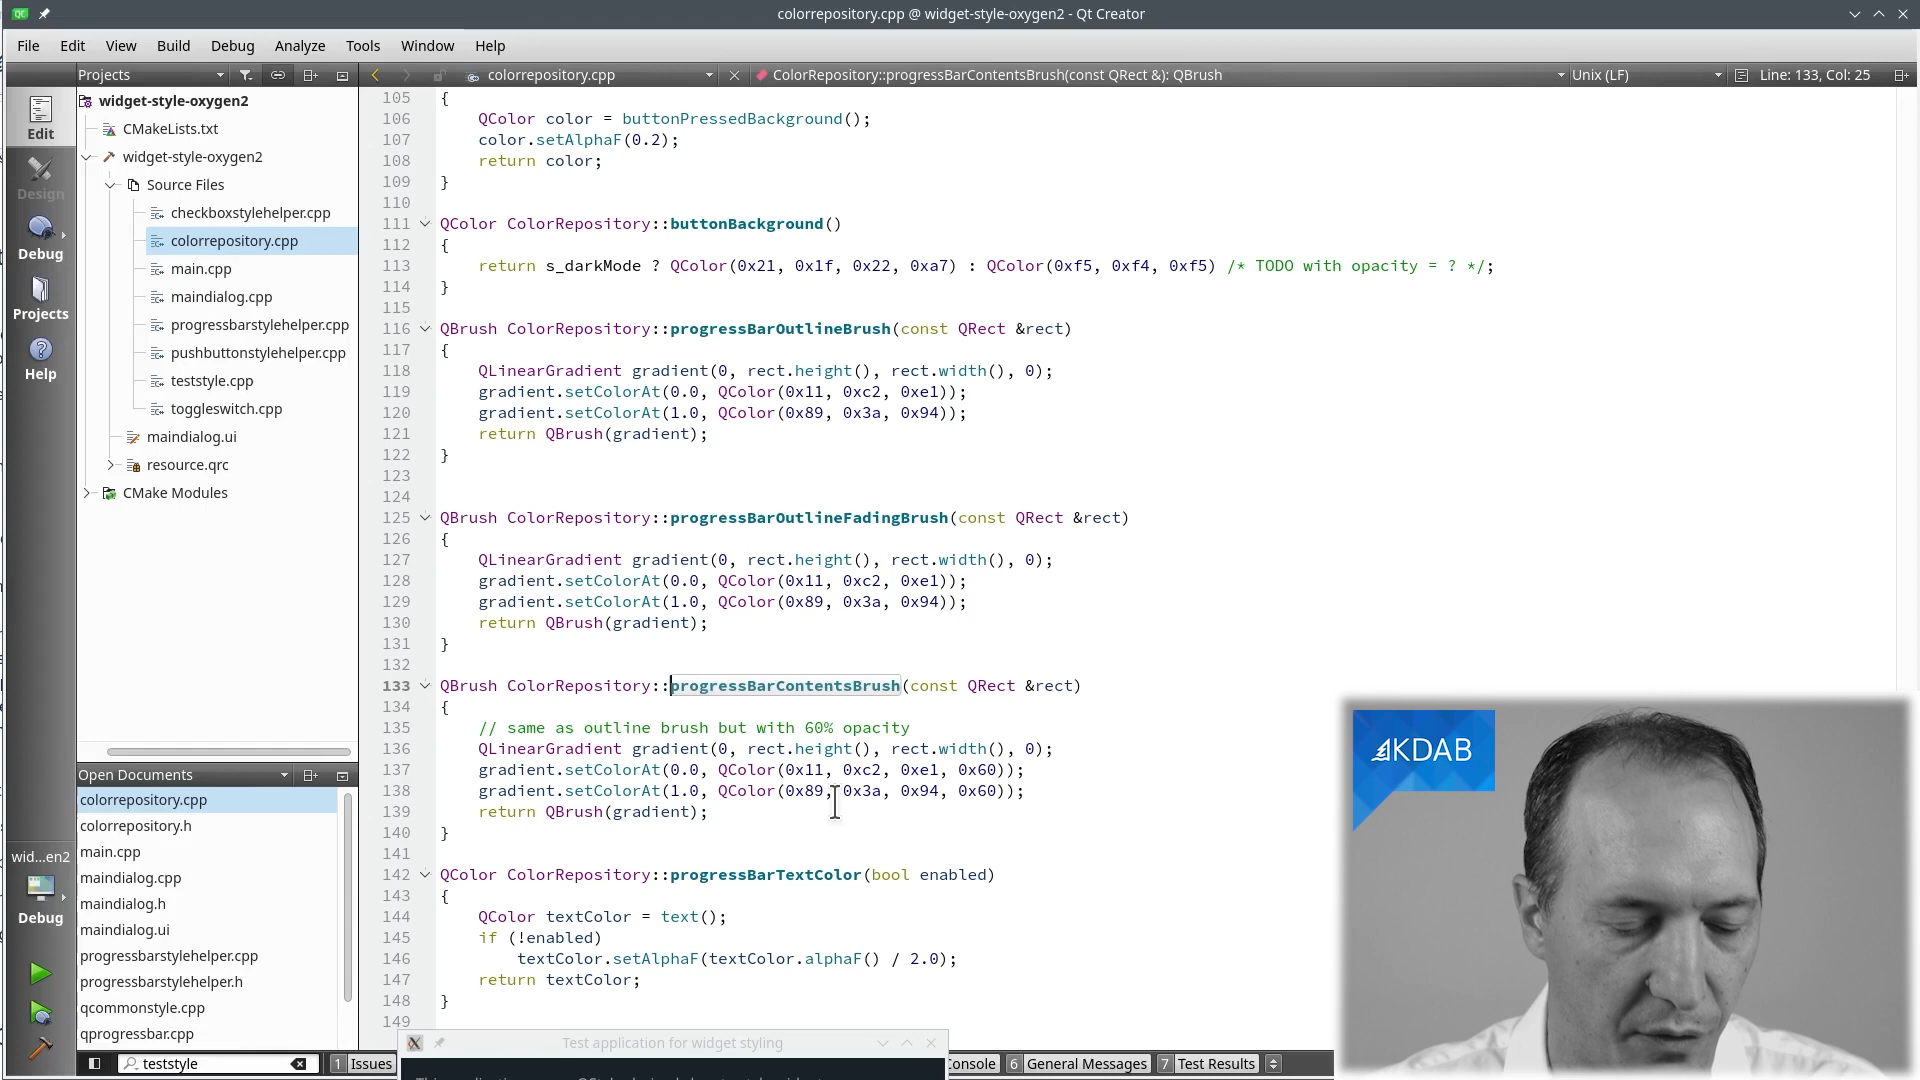 colorrepository.cpp @ widget-style-oxygen2 - Qt Creator
File Edit View Build Debug Analyze Tools Window Help
Projects
colorrepository.cpp
ColorRepository::progressBarContentsBrush(const QRect &): QBrush
Unix (LF)
Line: 133, Col: 25
Edit
Design
Debug
Projects
Help
wid...en2
Debug
widget-style-oxygen2
CMakeLists.txt
widget-style-oxygen2
Source Files
checkboxstylehelper.cpp
colorrepository.cpp
main.cpp
maindialog.cpp
progressbarstylehelper.cpp
pushbuttonstylehelper.cpp
teststyle.cpp
toggleswitch.cpp
maindialog.ui
resource.qrc
CMake Modules
Open Documents
colorrepository.cpp
colorrepository.h
main.cpp
maindialog.cpp
maindialog.h
maindialog.ui
progressbarstylehelper.cpp
progressbarstylehelper.h
qcommonstyle.cpp
qprogressbar.cpp
105 {
106 QColor color = buttonPressedBackground();
107 color.setAlphaF(0.2);
108 return color;
109 }
110
111 QColor ColorRepository::buttonBackground()
112 {
113 return s_darkMode ? QColor(0x21, 0x1f, 0x22, 0xa7) : QColor(0xf5, 0xf4, 0xf5) /* TODO with opacity = ? */;
114 }
115
116 QBrush ColorRepository::progressBarOutlineBrush(const QRect &rect)
117 {
118 QLinearGradient gradient(0, rect.height(), rect.width(), 0);
119 gradient.setColorAt(0.0, QColor(0x11, 0xc2, 0xe1));
120 gradient.setColorAt(1.0, QColor(0x89, 0x3a, 0x94));
121 return QBrush(gradient);
122 }
123
124
125 QBrush ColorRepository::progressBarOutlineFadingBrush(const QRect &rect)
126 {
127 QLinearGradient gradient(0, rect.height(), rect.width(), 0);
128 gradient.setColorAt(0.0, QColor(0x11, 0xc2, 0xe1));
129 gradient.setColorAt(1.0, QColor(0x89, 0x3a, 0x94));
130 return QBrush(gradient);
131 }
132
133 QBrush ColorRepository::progressBarContentsBrush(const QRect &rect)
134 {
135 // same as outline brush but with 60% opacity
136 QLinearGradient gradient(0, rect.height(), rect.width(), 0);
137 gradient.setColorAt(0.0, QColor(0x11, 0xc2, 0xe1, 0x60));
138 gradient.setColorAt(1.0, QColor(0x89, 0x3a, 0x94, 0x60));
139 return QBrush(gradient);
140 }
141
142 QColor ColorRepository::progressBarTextColor(bool enabled)
143 {
144 QColor textColor = text();
145 if (!enabled)
146 textColor.setAlphaF(textColor.alphaF() / 2.0);
147 return textColor;
148 }
149
KDAB
Test application for widget styling
teststyle
1 Issues
Console
6 General Messages
7 Test Results